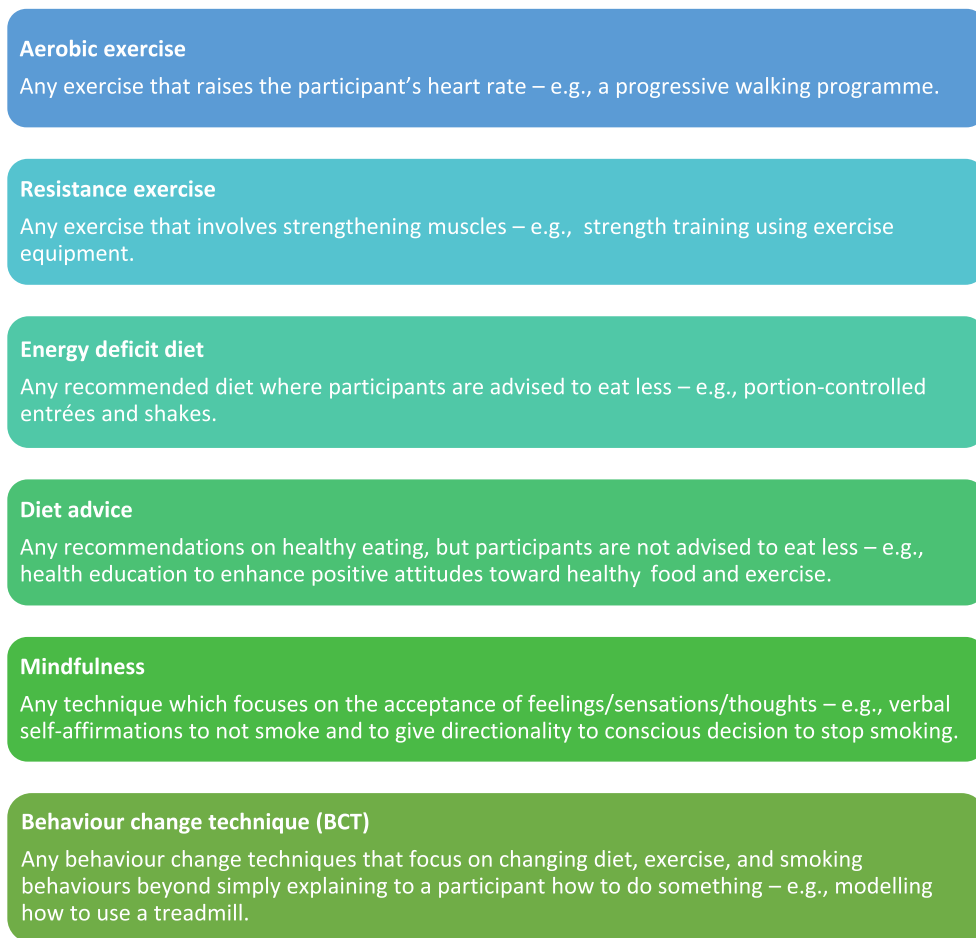 Aerobic exercise
Any exercise that raises the participant’s heart rate – e.g., a progressive walking programme.
Resistance exercise
Any exercise that involves strengthening muscles – e.g.,  strength training using exercise
equipment.
Energy deficit diet
Any recommended diet where participants are advised to eat less – e.g., portion-controlled
entrées and shakes.
Diet advice
Any recommendations on healthy eating, but participants are not advised to eat less – e.g.,
health education to enhance positive attitudes toward healthy food and exercise.
Mindfulness
Any technique which focuses on the acceptance of feelings/sensations/thoughts – e.g., verbal
self-affirmations to not smoke and to give directionality to conscious decision to stop smoking.
Behaviour change technique (BCT)
Any behaviour change techniques that focus on changing diet, exercise, and smoking
behaviours beyond simply explaining to a participant how to do something – e.g., modelling
how to use a treadmill.